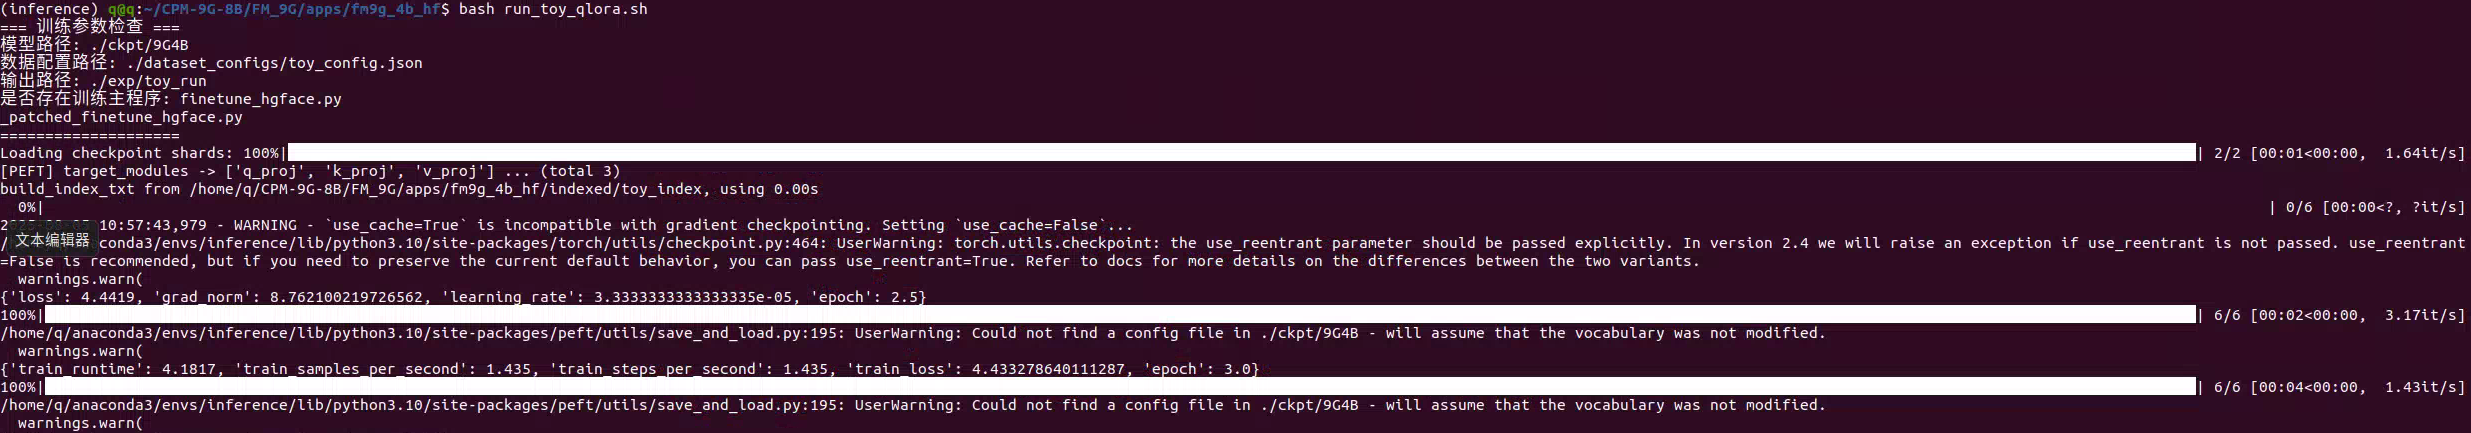 (inference) q@q:~/CPM-9G-8B/FM_9G/apps/fm9g_4b_hf$ bash run_toy_qlora.sh
=== 训练参数检查 ===
模型路径: ./ckpt/9G4B
数据配置路径: ./dataset_configs/toy_config.json
输出路径: ./exp/toy_run
是否存在训练主程序: finetune_hgface.py
_patched_finetune_hgface.py
====================
Loading checkpoint shards: 100%| | 2/2 [00:01<00:00,  1.64it/s]
[PEFT] target_modules -> ['q_proj', 'k_proj', 'v_proj'] ... (total 3)
build_index_txt from /home/q/CPM-9G-8B/FM_9G/apps/fm9g_4b_hf/indexed/toy_index, using 0.00s
0%| | 0/6 [00:00<?, ?it/s]
10:57:43,979 - WARNING - `use_cache=True` is incompatible with gradient checkpointing. Setting `use_cache=False`...
文本编辑器
conda3/envs/inference/lib/python3.10/site-packages/torch/utils/checkpoint.py:464: UserWarning: torch.utils.checkpoint: the use_reentrant parameter should be passed explicitly. In version 2.4 we will raise an exception if use_reentrant is not passed. use_reentrant
=False is recommended, but if you need to preserve the current default behavior, you can pass use_reentrant=True. Refer to docs for more details on the differences between the two variants.
warnings.warn(
{'loss': 4.4419, 'grad_norm': 8.762100219726562, 'learning_rate': 3.3333333333333335e-05, 'epoch': 2.5}
100%| | 6/6 [00:02<00:00,  3.17it/s]
/home/q/anaconda3/envs/inference/lib/python3.10/site-packages/peft/utils/save_and_load.py:195: UserWarning: Could not find a config file in ./ckpt/9G4B - will assume that the vocabulary was not modified.
warnings.warn(
{'train_runtime': 4.1817, 'train_samples_per_second': 1.435, 'train_steps_per_second': 1.435, 'train_loss': 4.433278640111287, 'epoch': 3.0}
100%| | 6/6 [00:04<00:00,  1.43it/s]
/home/q/anaconda3/envs/inference/lib/python3.10/site-packages/peft/utils/save_and_load.py:195: UserWarning: Could not find a config file in ./ckpt/9G4B - will assume that the vocabulary was not modified.
warnings.warn(